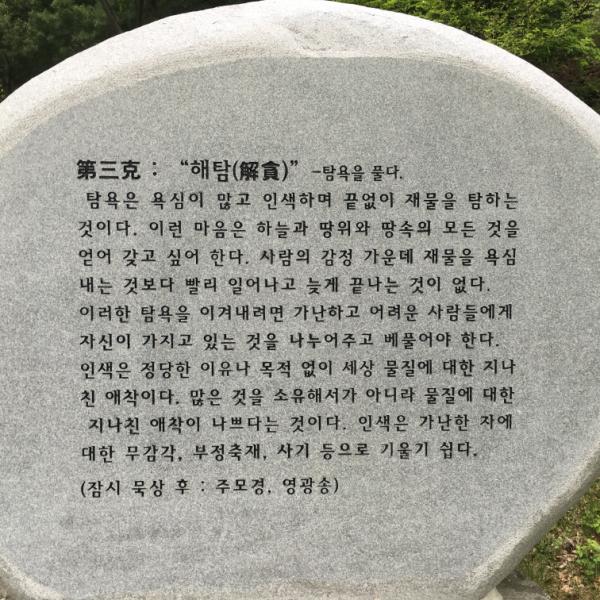 第三克 : “해탐(解貪)” -탐욕을 풀다.
탐욕은 욕심이 많고 인색하며 끝없이 재물을 탐하는
것이다. 이런 마음은 하늘과 땅위와 땅속의 모든 것을
얻어 갖고 싶어 한다. 사람의 감정 가운데 재물을 욕심
내는 것보다 빨리 일어나고 늦게 끝나는 것이 없다.
이러한 탐욕을 이겨내려면 가난하고 어려운 사람들에게
자신이 가지고 있는 것을 나누어주고 베풀어야 한다.
인색은 정당한 이유나 목적 없이 세상 물질에 대한 지나
친 애착이다. 많은 것을 소유해서가 아니라 물질에 대한
지나친 애착이 나쁘다는 것이다. 인색은 가난한 자에
대한 무감각, 부정축재, 사기 등으로 기울기 쉽다.
(잠시 묵상 후 : 주모경, 영광송)